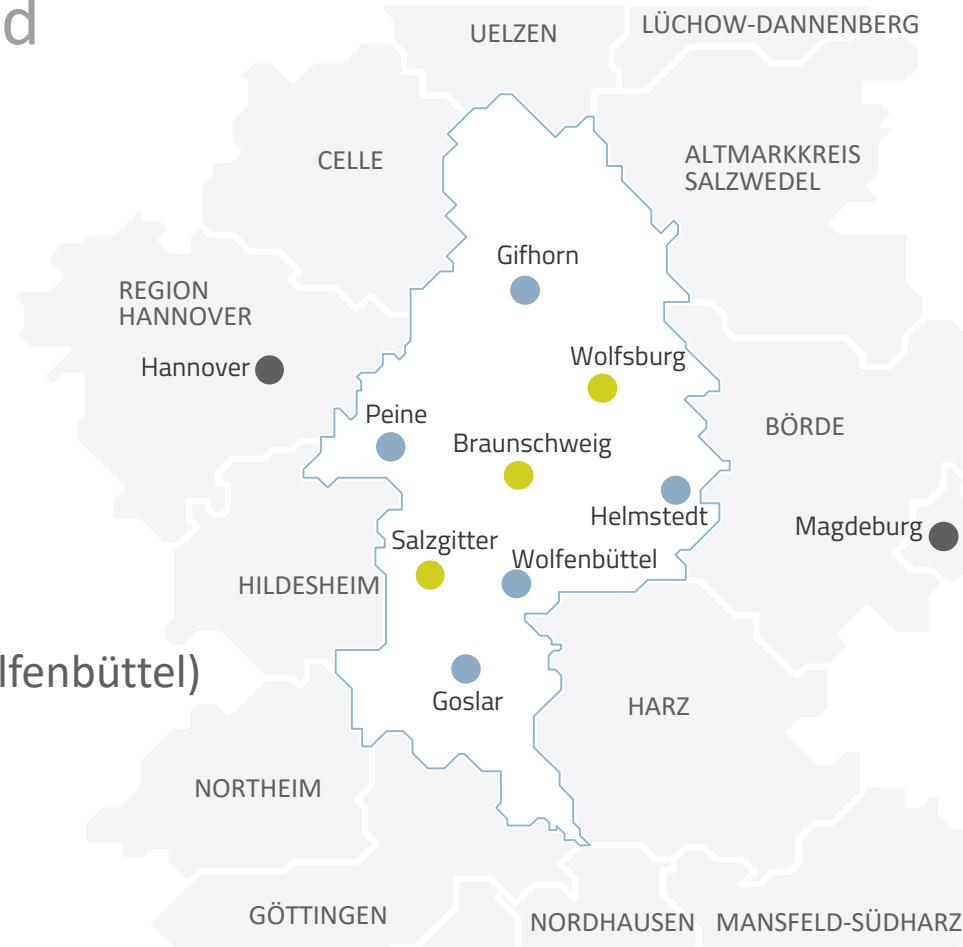 d
UELZEN
LÜCHOW-DANNENBERG
CELLE
ALTMARKKREIS
SALZWEDEL
Gifhorn
REGION
HANNOVER
Hannover
Wolfsburg
Peine
Braunschweig
BÖRDE
Helmstedt
Magdeburg
Salzgitter
Wolfenbüttel
HILDESHEIM
lfenbüttel)
Goslar
HARZ
NORTHEIM
GÖTTINGEN
NORDHAUSEN
MANSFELD-SÜDHARZ